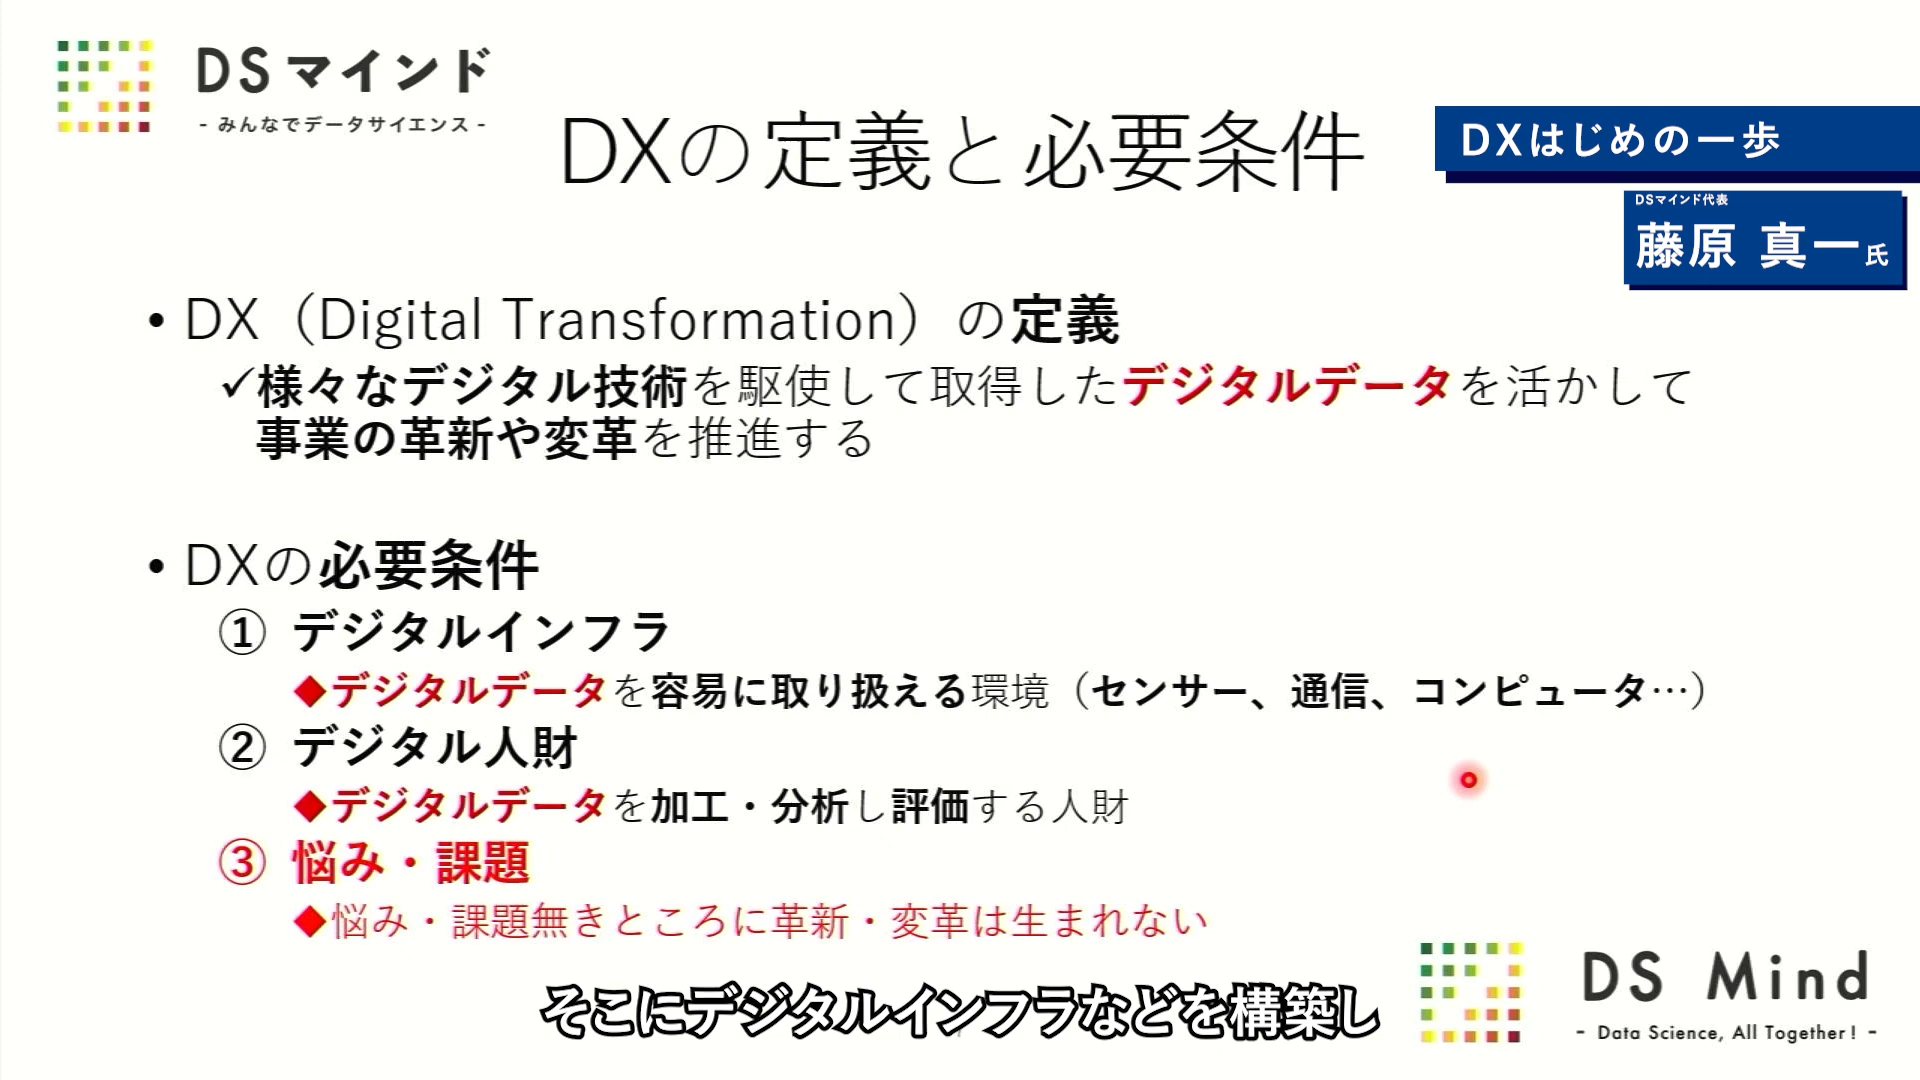 DSマインド
- みんなでデータサイエンス -
DXの定義と必要条件
DXはじめの一歩
DSマインド代表
藤原 真一氏
• DX（Digital Transformation）の定義
✓様々なデジタル技術を駆使して取得したデジタルデータを活かして
事業の革新や変革を推進する
• DXの必要条件
① デジタルインフラ
◆デジタルデータを容易に取り扱える環境（センサー、通信、コンピュータ…）
② デジタル人財
◆デジタルデータを加工・分析し評価する人財
③ 悩み・課題
◆悩み・課題無きところに革新・変革は生まれない
そこにデジタルインフラなどを構築し
DS Mind
- Data Science, All Together! -